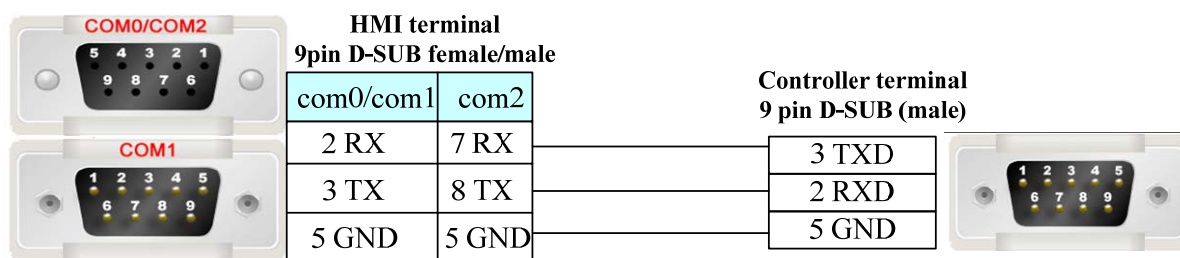 COM0/COM2
5 4 3 2 1
9 8 7 6
COM1
1 2 3 4 5
6 7 8 9
HMI terminal
9pin D-SUB female/male
com0/com1 com2
2 RX 7 RX
3 TX 8 TX
5 GND 5 GND
Controller terminal
9 pin D-SUB (male)
3 TXD
2 RXD
5 GND
1 2 3 4 5
6 7 8 9